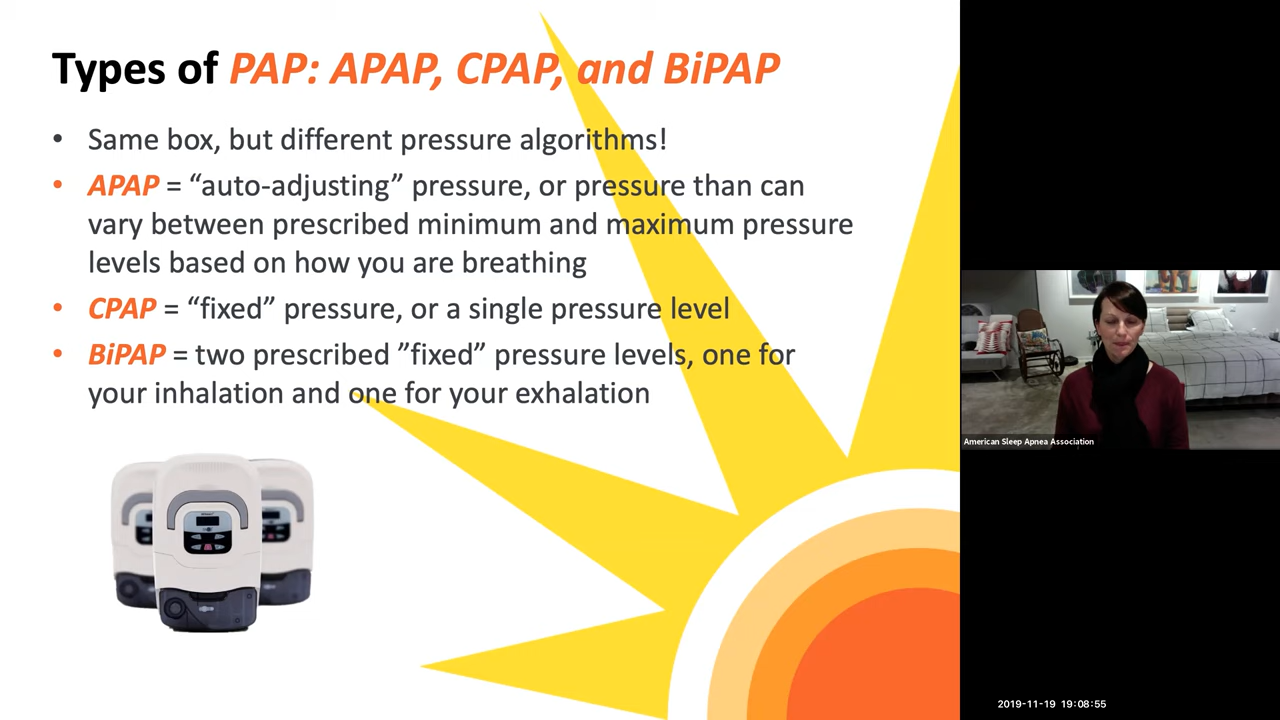 Types of PAP: APAP, CPAP, and BiPAP
• Same box, but different pressure algorithms!
• APAP = “auto-adjusting” pressure, or pressure than can
vary between prescribed minimum and maximum pressure
levels based on how you are breathing
• CPAP = “fixed” pressure, or a single pressure level
• BiPAP = two prescribed ”fixed” pressure levels, one for
your inhalation and one for your exhalation
American Sleep Apnea Association
2019-11-19 19:08:55